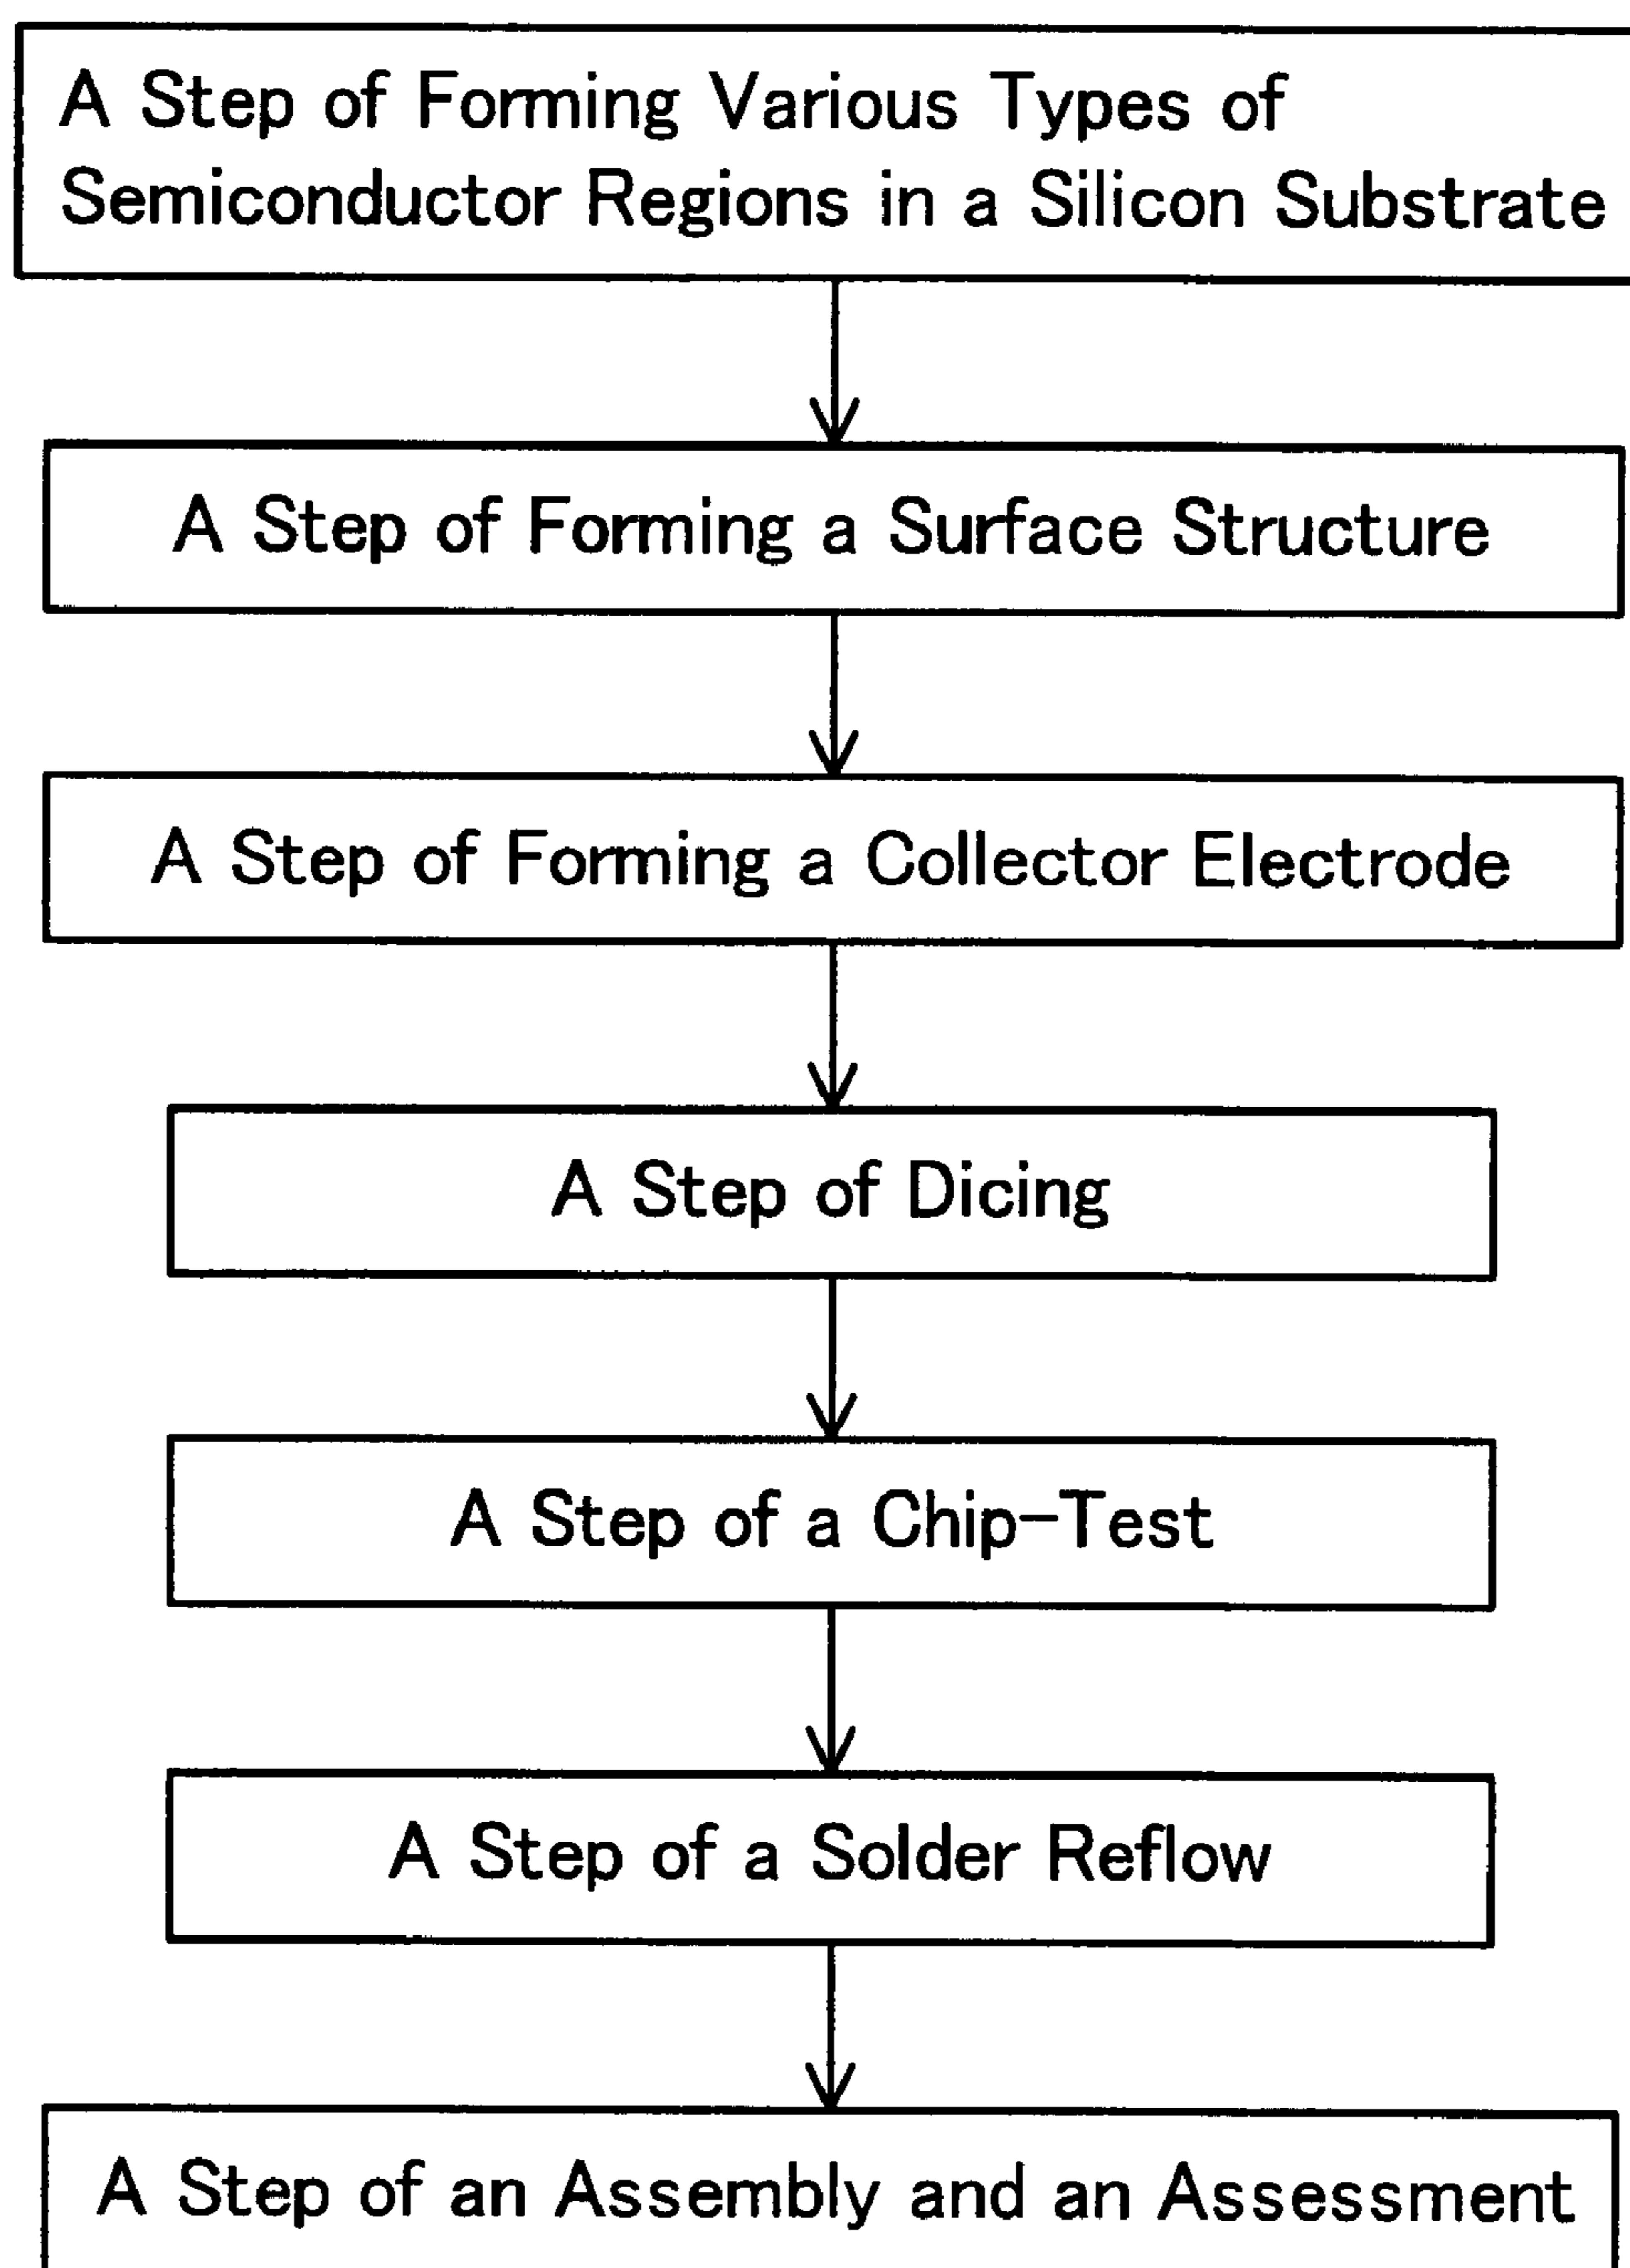 A Step of Forming Various Types of
Semiconductor Regions in a Silicon Substrate
A Step of Forming a Surface Structure
A Step of Forming a Collector Electrode
A Step of Dicing
A Step of a Chip-Test
A Step of a Solder Reflow
A Step of an Assembly and an Assessment